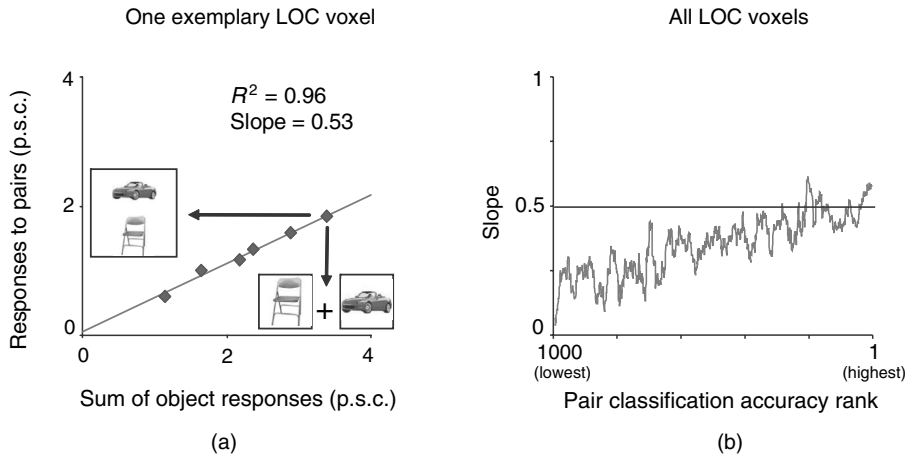 One exemplary LOC voxel
R² = 0.96
Slope = 0.53
4
2
0
0
2
4
Responses to pairs (p.s.c.)
+
Sum of object responses (p.s.c.)
(a)
All LOC voxels
1
0.5
0
Slope
1000
(lowest)
1
(highest)
Pair classification accuracy rank
(b)